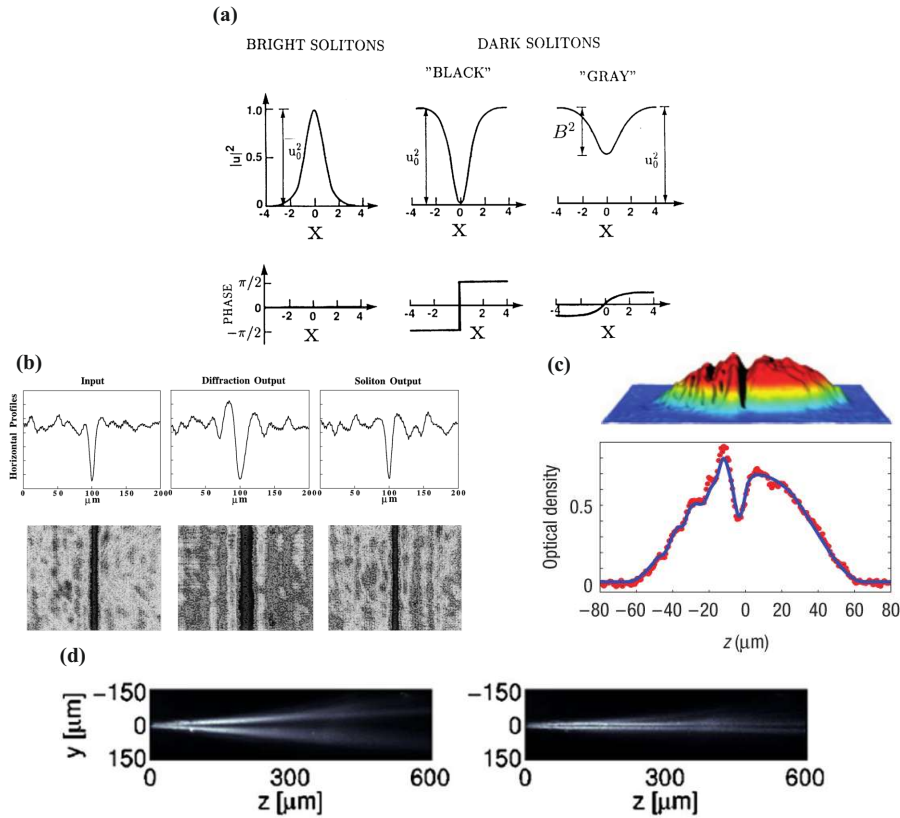 (a)
BRIGHT SOLITONS
DARK SOLITONS
"BLACK"
"GRAY"
|u|²
1.0
0.5
0
u₀²
-4 -2 0 2 4
X
u₀²
-4 -2 0 2 4
X
B²
u₀²
-4 -2 0 2 4
X
PHASE
π/2
0
−π/2
-2 0 2 4
X
-4 -2 0 2 4
X
-4 -2 0 2 4
X
(b)
Input
Diffraction Output
Soliton Output
Horizontal Profiles
0 50 100 150 200
μm
0 50 100 150 200
μm
0 50 100 150 200
μm
(c)
Optical density
0.5
0
−80 −60 −40 −20 0 20 40 60 80
z (μm)
(d)
y [μm]
−150
0
150
0 300 600
z [μm]
−150
0
150
0 300 600
z [μm]